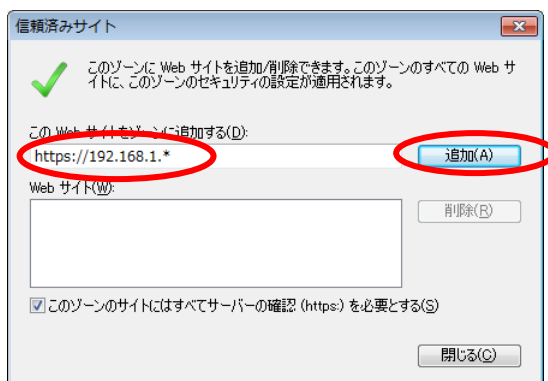 信頼済みサイト
このゾーンに Web サイトを追加/削除できます。このゾーンのすべての Web サ
イトに、このゾーンのセキュリティの設定が適用されます。
この Web サイトをゾーンに追加する(D):
https://192.168.1.*
追加(A)
Web サイト(W):
削除(R)
このゾーンのサイトにはすべてサーバーの確認 (https:) を必要とする(S)
閉じる(C)